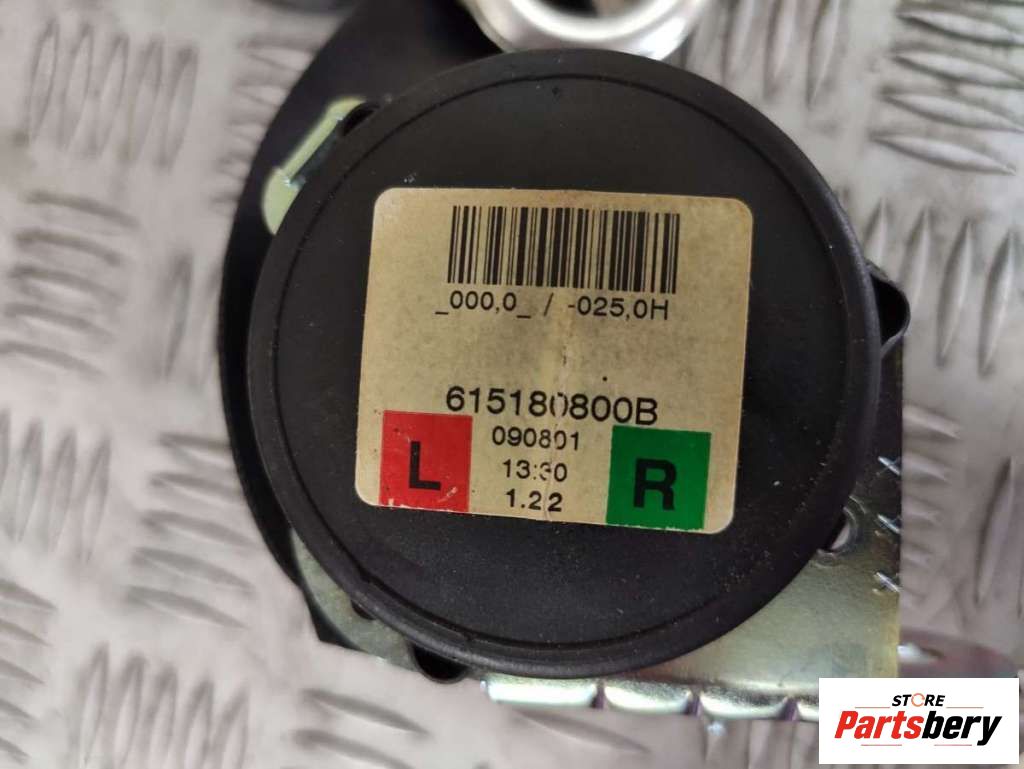 _000,0_ / -025,0H
615180800B
L
090801
R
13:30
1.22
STORE
Partsbery